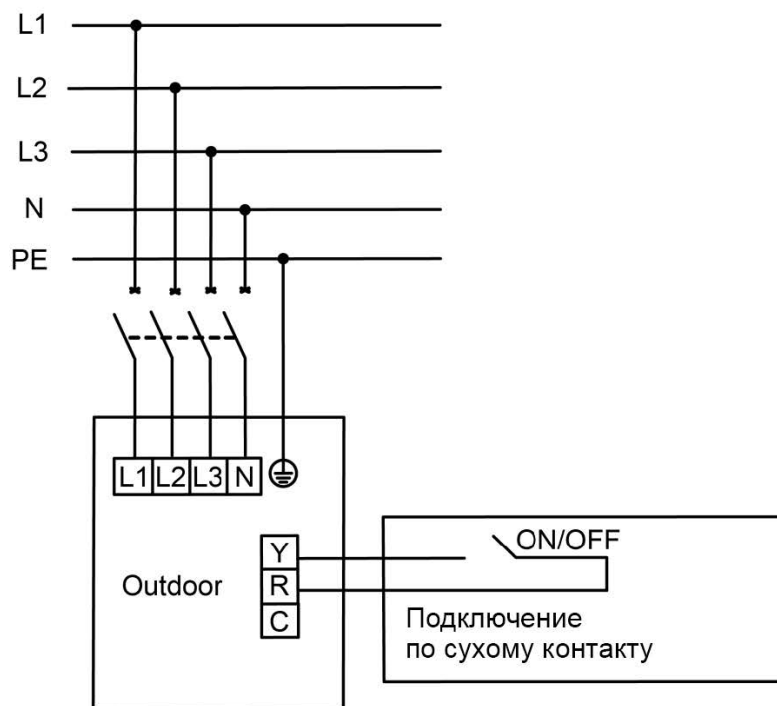 L1
L2
L3
N
PE
L1 L2 L3 N
Y
R
C
Outdoor
ON/OFF
Подключение
по сухому контакту